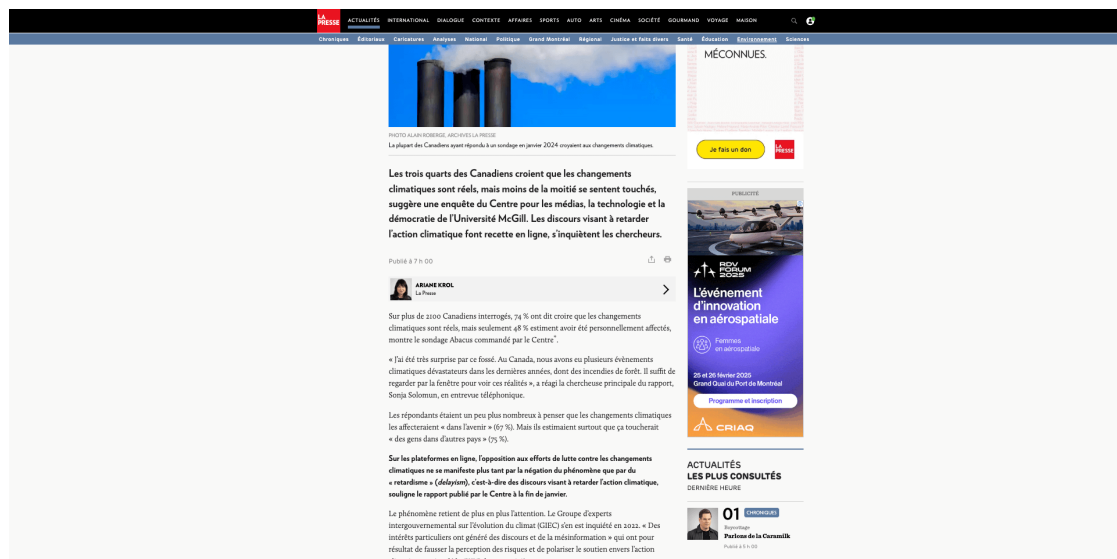 LA PRESSE
ACTUALITÉS INTERNATIONAL DIALOGUE CONTEXTE AFFAIRES SPORTS AUTO ARTS CINÉMA SOCIÉTÉ GOURMAND VOYAGE MAISON
Chroniques Éditoriaux Caricatures Analyses National Politique Grand Montréal Régional Justice et faits divers Santé Éducation Environnement Sciences
PHOTO ALAIN ROBERGE, ARCHIVES LA PRESSE
La plupart des Canadiens ayant répondu à un sondage en janvier 2024 croyaient aux changements climatiques.
Les trois quarts des Canadiens croient que les changements
climatiques sont réels, mais moins de la moitié se sentent touchés,
suggère une enquête du Centre pour les médias, la technologie et la
démocratie de l'Université McGill. Les discours visant à retarder
l'action climatique font recette en ligne, s'inquiètent les chercheurs.
Publié à 7 h 00
ARIANE KROL
La Presse
Sur plus de 2100 Canadiens interrogés, 74 % ont dit croire que les changements
climatiques sont réels, mais seulement 48 % estiment avoir été personnellement affectés,
montre le sondage Abacus commandé par le Centre*.
« J'ai été très surprise par ce fossé. Au Canada, nous avons eu plusieurs évènements
climatiques dévastateurs dans les dernières années, dont des incendies de forêt. Il suffit de
regarder par la fenêtre pour voir ces réalités », a réagi la chercheuse principale du rapport,
Sonja Solomun, en entrevue téléphonique.
Les répondants étaient un peu plus nombreux à penser que les changements climatiques
les affecteraient « dans l'avenir » (67 %). Mais ils estimaient surtout que ça toucherait
« des gens dans d'autres pays » (75 %).
Sur les plateformes en ligne, l'opposition aux efforts de lutte contre les changements
climatiques ne se manifeste plus tant par la négation du phénomène que par du
« retardisme » (delayism), c'est-à-dire des discours visant à retarder l'action climatique,
souligne le rapport publié par le Centre à la fin de janvier.
Le phénomène retient de plus en plus l'attention. Le Groupe d'experts
intergouvernemental sur l'évolution du climat (GIEC) s'en est inquiété en 2022. « Des
intérêts particuliers ont généré des discours et de la mésinformation » qui ont pour
résultat de fausser la perception des risques et de polariser le soutien envers l'action
MÉCONNUES.
Je fais un don
LA PRESSE
PUBLICITÉ
RDV
FORUM
2025
L'événement
d'innovation
en aérospatiale
Femmes
en aérospatiale
25 et 26 février 2025
Grand Quai du Port de Montréal
Programme et inscription
CRIAQ
ACTUALITÉS
LES PLUS CONSULTÉS
DERNIÈRE HEURE
01 CHRONIQUES
Reportage
Parlons de la Caramilk
Publié à 5 h 00